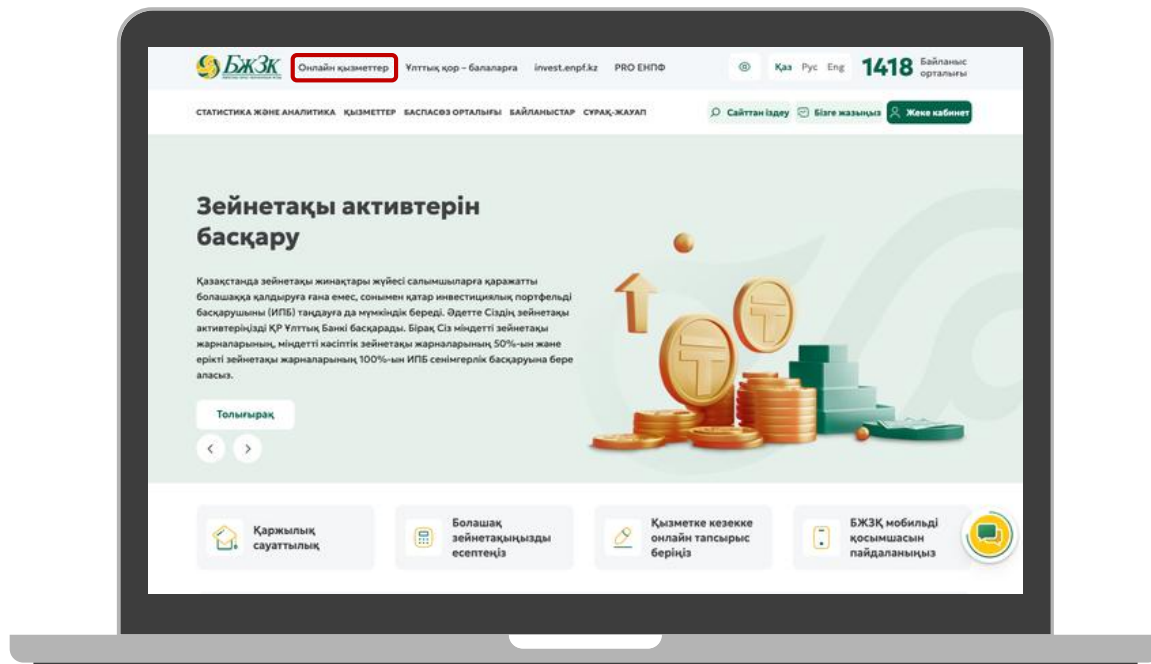 БЖЗҚ Онлайн қызметтер Ұлттық қор – балаларға invest.enpf.kz PRO ЕНПФ Қаз Рус Eng 1418 Байланыс орталығы
СТАТИСТИКА ЖӘНЕ АНАЛИТИКА ҚЫЗМЕТТЕР БАСПАСӨЗ ОРТАЛЫҒЫ БАЙЛАНЫСТАР СҰРАҚ-ЖАУАП Сайттан іздеу Бізге жазыңыз Жеке кабинет
Зейнетақы активтерін
басқару
Қазақстанда зейнетақы жинақтары жүйесі салымшыларға қаражатты
болашаққа қалдыруға ғана емес, сонымен қатар инвестициялық портфельді
басқарушыны (ИПБ) таңдауға да мүмкіндік береді. Әдетте Сіздің зейнетақы
активтеріңізді ҚР Ұлттық Банкі басқарады. Бірақ Сіз міндетті зейнетақы
жарналарының, міндетті кәсіптік зейнетақы жарналарының 50%-ын және
ерікті зейнетақы жарналарының 100%-ын ИПБ сенімгерлік басқаруына бере
аласыз.
Толығырақ
Қаржылық
сауаттылық
Болашақ
зейнетақыңызды
есептеңіз
Қызметке кезекке
онлайн тапсырыс
беріңіз
БЖЗҚ мобильді
қосымшасын
пайдаланыңыз